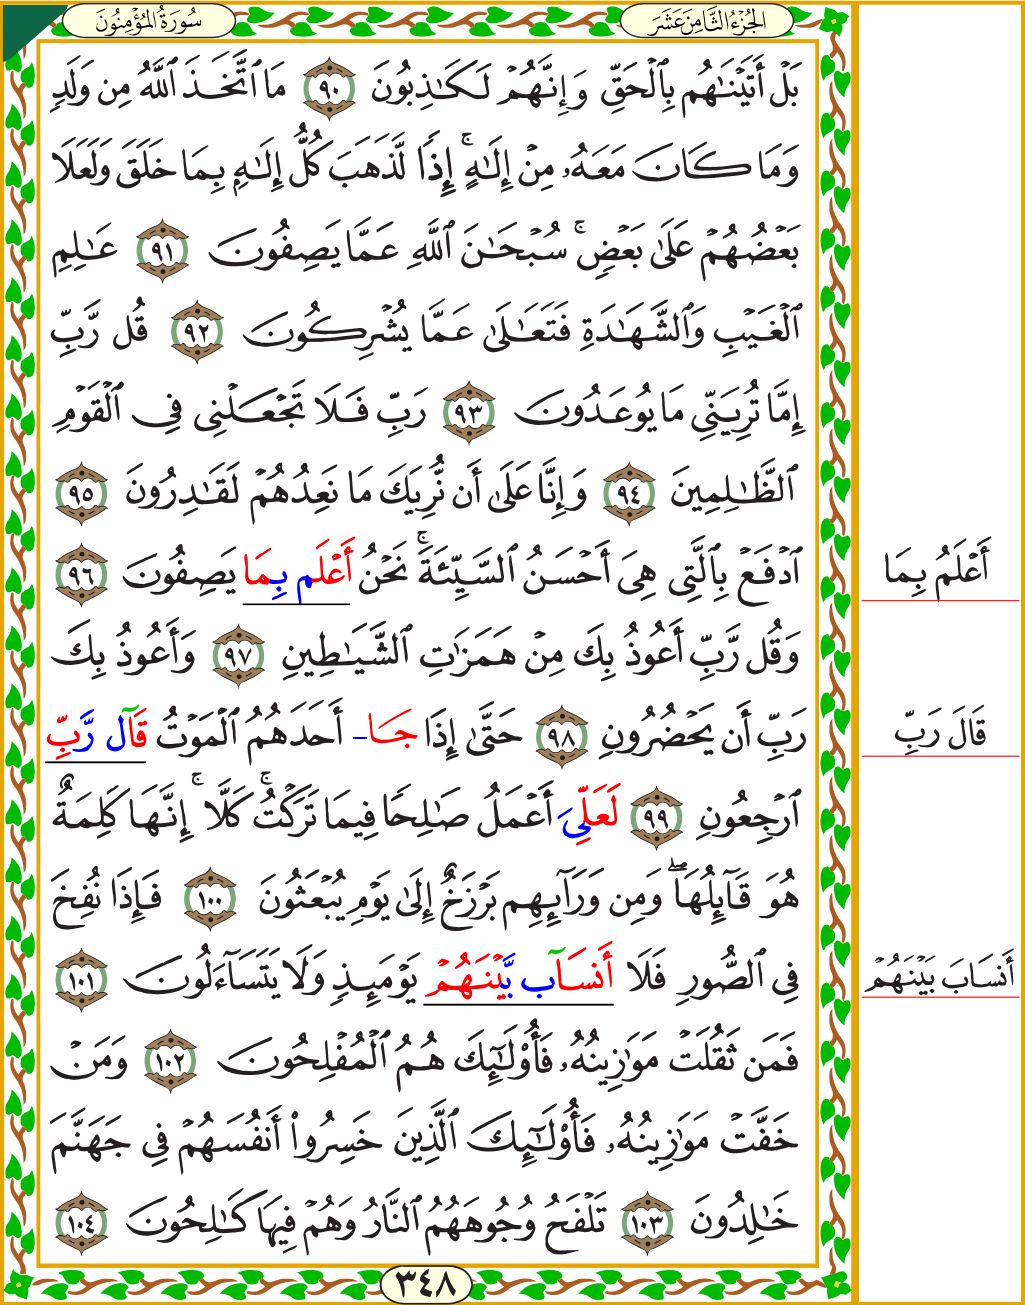 سُورَةُ المُؤْمِنُونَ
الجُزْءُ الثَّامِنَ عَشَرَ
بَلْ أَتَيْنَٰهُم بِٱلْحَقِّ وَإِنَّهُمْ لَكَٰذِبُونَ ٩٠ مَا ٱتَّخَذَ ٱللَّهُ مِن وَلَدٍ
وَمَا كَانَ مَعَهُۥ مِنْ إِلَٰهٍ ۚ إِذًا لَّذَهَبَ كُلُّ إِلَٰهٍۭ بِمَا خَلَقَ وَلَعَلَا
بَعْضُهُمْ عَلَىٰ بَعْضٍ ۚ سُبْحَٰنَ ٱللَّهِ عَمَّا يَصِفُونَ ٩١ عَٰلِمِ
ٱلْغَيْبِ وَٱلشَّهَٰدَةِ فَتَعَٰلَىٰ عَمَّا يُشْرِكُونَ ٩٢ قُل رَّبِّ
إِمَّا تُرِيَنِّي مَا يُوعَدُونَ ٩٣ رَبِّ فَلَا تَجْعَلْنِى فِى ٱلْقَوْمِ
ٱلظَّٰلِمِينَ ٩٤ وَإِنَّا عَلَىٰ أَن نُّرِيَكَ مَا نَعِدُهُمْ لَقَٰدِرُونَ ٩٥
ٱدْفَعْ بِٱلَّتِى هِىَ أَحْسَنُ ٱلسَّيِّئَةَ ۚ نَحْنُ أَعْلَم بِمَا يَصِفُونَ ٩٦
أَعْلَمُ بِمَا
وَقُل رَّبِّ أَعُوذُ بِكَ مِنْ هَمَزَٰتِ ٱلشَّيَٰطِينِ ٩٧ وَأَعُوذُ بِكَ
رَبِّ أَن يَحْضُرُونِ ٩٨ حَتَّىٰ إِذَا جَا أَحَدَهُمُ ٱلْمَوْتُ قَآل رَّبِّ
قَالَ رَبِّ
ٱرْجِعُونِ ٩٩ لَعَلِّىَ أَعْمَلُ صَٰلِحًا فِيمَا تَرَكْتُ ۚ كَلَّا ۚ إِنَّهَا كَلِمَةٌ
هُوَ قَآئِلُهَا ۖ وَمِن وَرَآئِهِم بَرْزَخٌ إِلَىٰ يَوْمِ يُبْعَثُونَ ١٠٠ فَإِذَا نُفِخَ
فِى ٱلصُّورِ فَلَا أَنسَآب بَّيْنَهُمْ يَوْمَئِذٍ وَلَا يَتَسَآءَلُونَ ١٠١
أَنسَابَ بَيْنَهُمْ
فَمَن ثَقُلَتْ مَوَٰزِينُهُۥ فَأُوْلَٰٓئِكَ هُمُ ٱلْمُفْلِحُونَ ١٠٢ وَمَنْ
خَفَّتْ مَوَٰزِينُهُۥ فَأُوْلَٰٓئِكَ ٱلَّذِينَ خَسِرُوا۟ أَنفُسَهُمْ فِي جَهَنَّمَ
خَٰلِدُونَ ١٠٣ تَلْفَحُ وُجُوهَهُمُ ٱلنَّارُ وَهُمْ فِيهَا كَٰلِحُونَ ١٠٤
٣٤٨